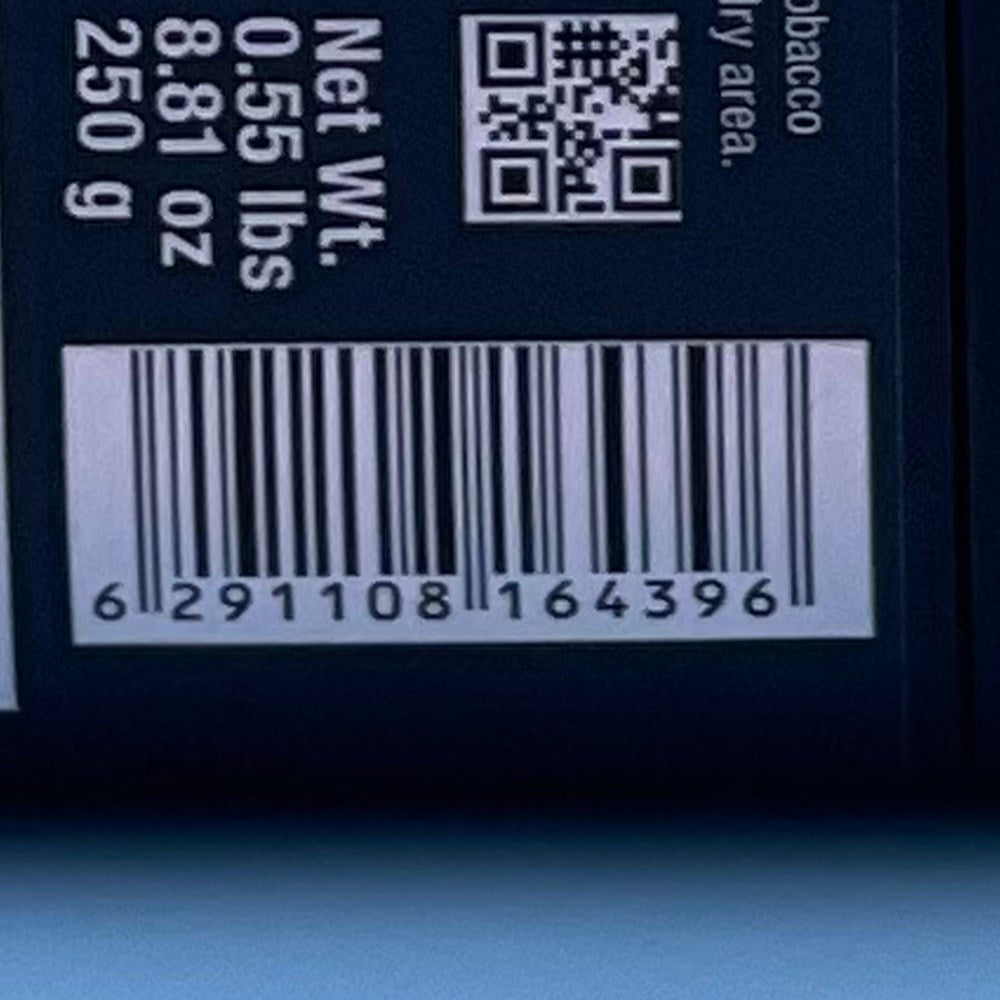 obacco
dry area.
Net Wt.
0.55 lbs
8.81 oz
250 g
6 291108 164396